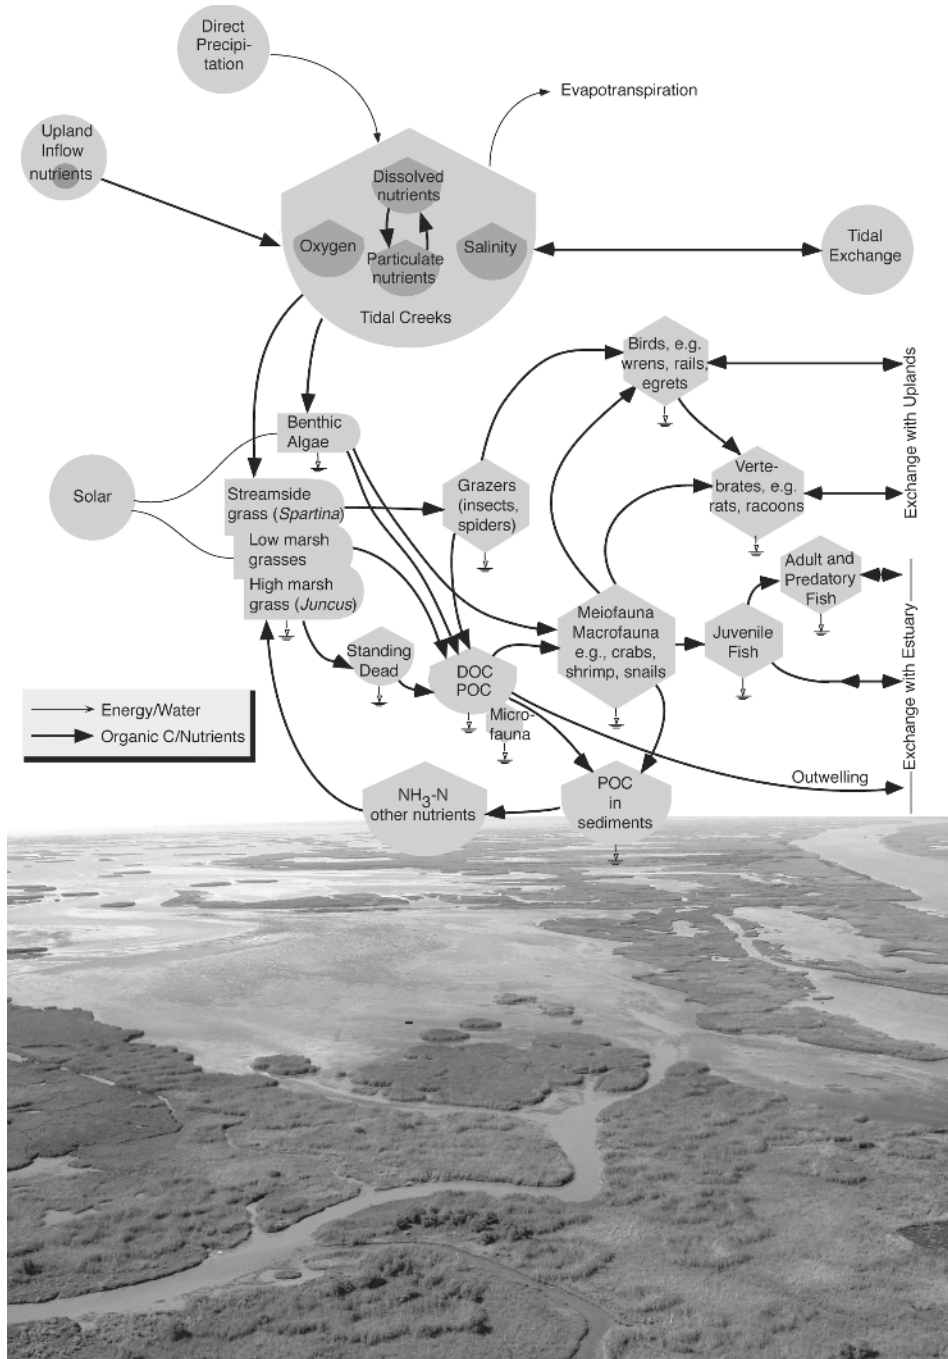 Direct
Precipi-
tation
Evapotranspiration
Upland
Inflow
nutrients
Dissolved
nutrients
Oxygen
Particulate
nutrients
Salinity
Tidal Creeks
Tidal
Exchange
Birds, e.g.
wrens, rails,
egrets
Exchange with Uplands
Benthic
Algae
Solar
Streamside
grass (Spartina)
Grazers
(insects,
spiders)
Verte-
brates, e.g.
rats, racoons
Low marsh
grasses
High marsh
grass (Juncus)
Adult and
Predatory
Fish
Meiofauna
Macrofauna
e.g., crabs,
shrimp, snails
Juvenile
Fish
Standing
Dead
DOC
POC
Micro-
fauna
Exchange with Estuary
Energy/Water
Organic C/Nutrients
Outwelling
NH3-N
other nutrients
POC
in
sediments